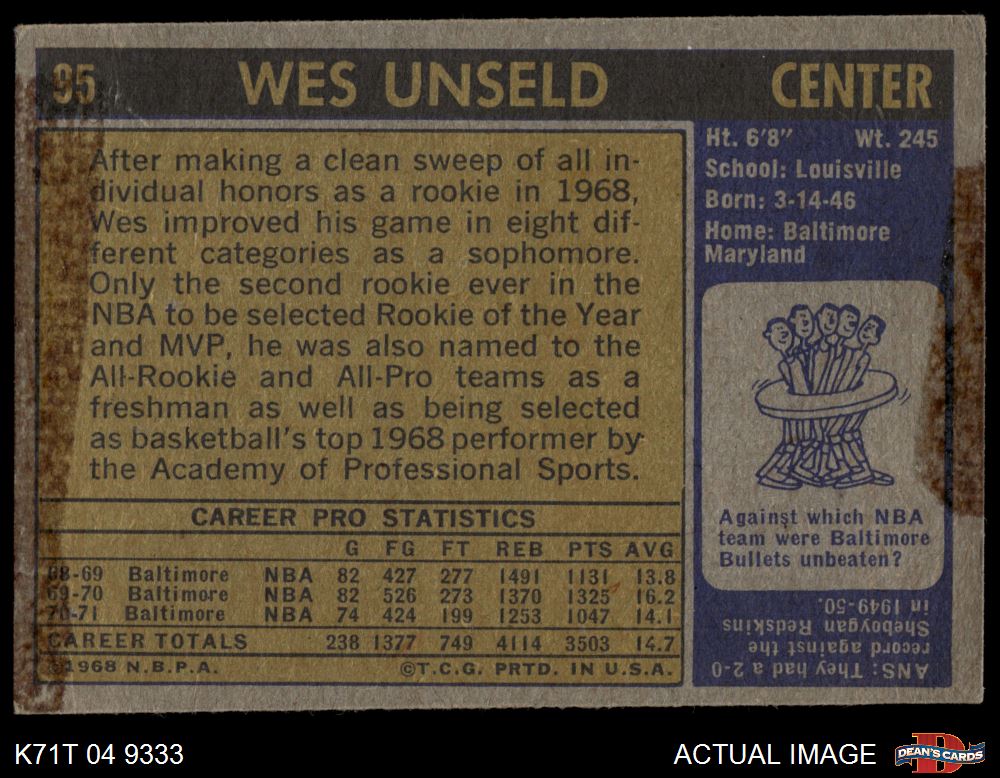 95 WES UNSELD CENTER
After making a clean sweep of all in-
dividual honors as a rookie in 1968,
Wes improved his game in eight dif-
ferent categories as a sophomore.
Only the second rookie ever in the
NBA to be selected Rookie of the Year
and MVP, he was also named to the
All-Rookie and All-Pro teams as a
freshman as well as being selected
as basketball's top 1968 performer by
the Academy of Professional Sports.
CAREER PRO STATISTICS
G FG FT REB PTS AVG
68-69 Baltimore NBA 82 427 277 1491 1131 13.8
69-70 Baltimore NBA 82 526 273 1370 1325 16.2
70-71 Baltimore NBA 74 424 199 1253 1047 14.1
CAREER TOTALS 238 1377 749 4114 3503 14.7
©1968 N.B.P.A. ©T.C.G. PRTD. IN U.S.A.
Ht. 6'8" Wt. 245
School: Louisville
Born: 3-14-46
Home: Baltimore
Maryland
Against which NBA
team were Baltimore
Bullets unbeaten?
ANS: They had a 2-0
record against the
Sheboygan Redskins
in 1949-50.
K71T 04 9333
ACTUAL IMAGE
D
DEAN'S CARDS